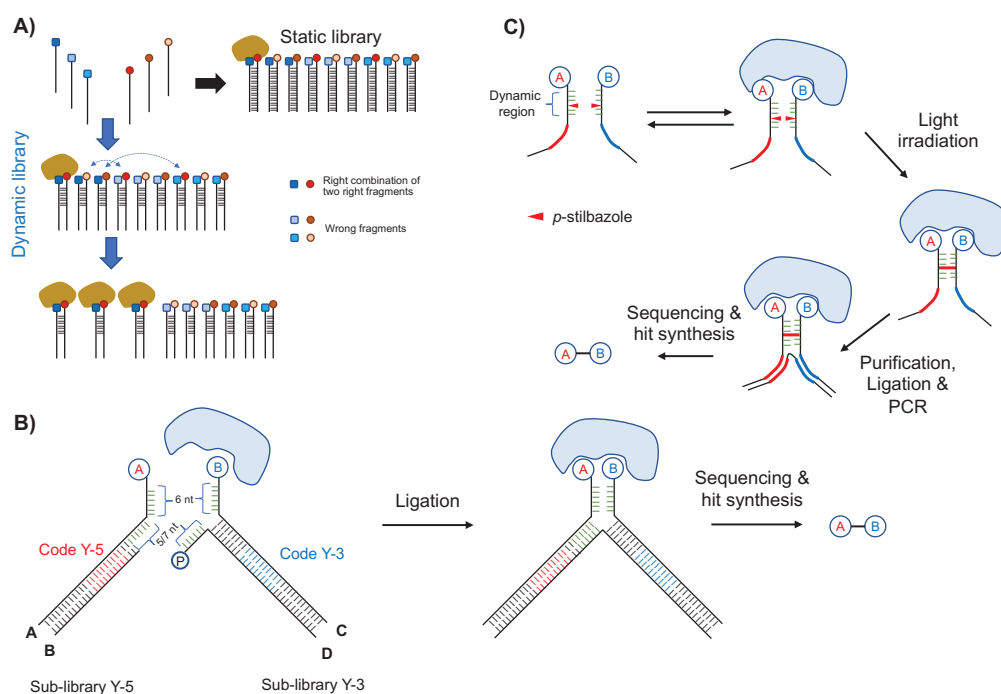 A)
Static library
Dynamic library
Right combination of
two right fragments
Wrong fragments
B)
A
B
6 nt
5/7 nt
Code Y-5
P
Code Y-3
A
B
C
D
Sub-library Y-5
Sub-library Y-3
Ligation
A
B
Sequencing &
hit synthesis
A
B
C)
A
B
Dynamic
region
p-stilbazole
A
B
Light
irradiation
A
B
Purification,
Ligation &
PCR
A
B
Sequencing &
hit synthesis
A
B